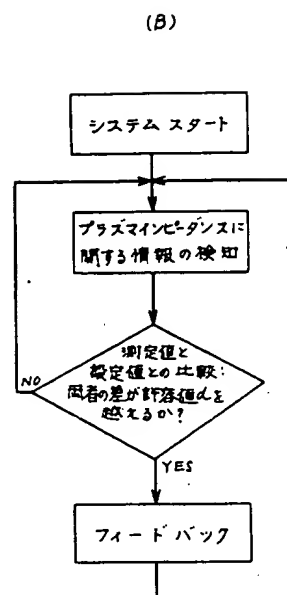 (B)
システム スタート
プラズマインピーダンスに
関する情報の検知
測定値と
設定値との比較:
両者の差が許容値αを
越えるか?
NO
YES
フィードバック